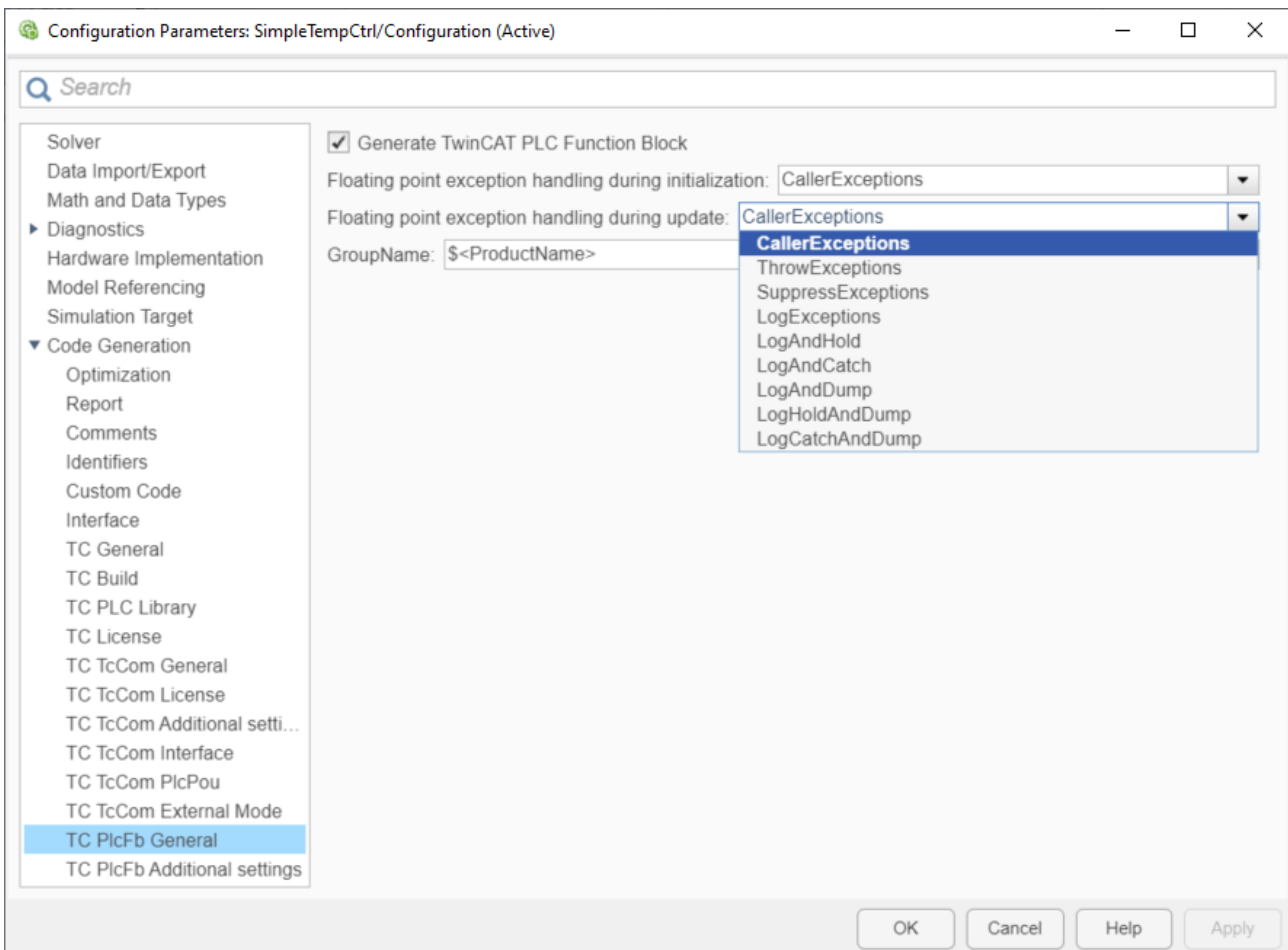 Configuration Parameters: SimpleTempCtrl/Configuration (Active)
Search
Solver
Data Import/Export
Math and Data Types
Diagnostics
Hardware Implementation
Model Referencing
Simulation Target
Code Generation
Optimization
Report
Comments
Identifiers
Custom Code
Interface
TC General
TC Build
TC PLC Library
TC License
TC TcCom General
TC TcCom License
TC TcCom Additional setti...
TC TcCom Interface
TC TcCom PlcPou
TC TcCom External Mode
TC PlcFb General
TC PlcFb Additional settings
Generate TwinCAT PLC Function Block
Floating point exception handling during initialization: CallerExceptions
Floating point exception handling during update: CallerExceptions
GroupName: $<ProductName>
CallerExceptions
ThrowExceptions
SuppressExceptions
LogExceptions
LogAndHold
LogAndCatch
LogAndDump
LogHoldAndDump
LogCatchAndDump
OK Cancel Help Apply